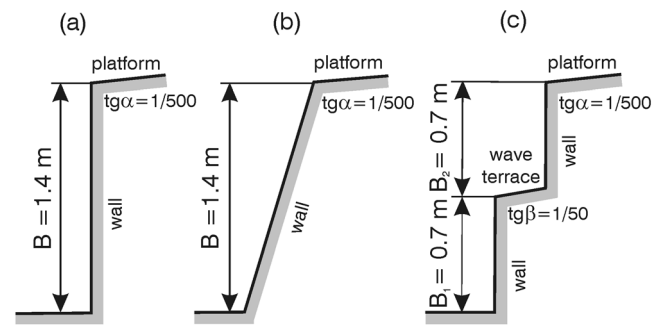 (a)
platform
tgα=1/500
B = 1.4 m
wall
(b)
platform
tgα=1/500
B = 1.4 m
wall
(c)
platform
tgα=1/500
B₂= 0.7 m
wave
terrace
wall
tgβ=1/50
B₁= 0.7 m
wall